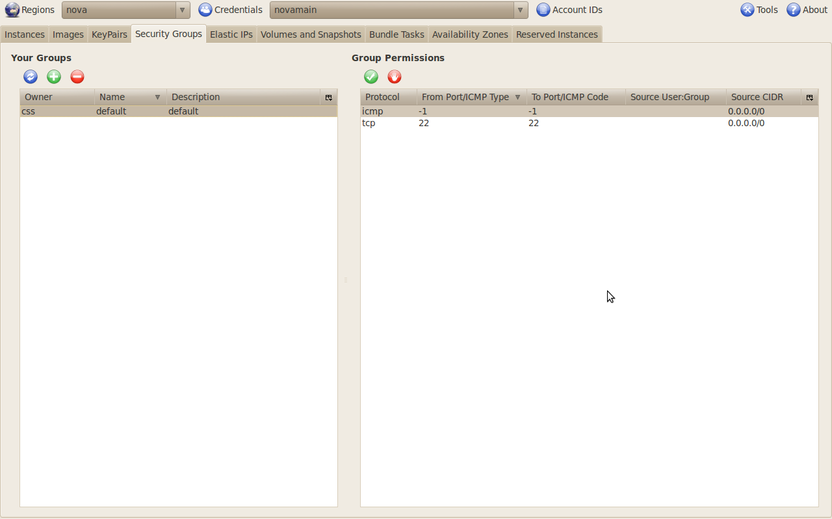 Regions nova Credentials novamain Account IDs Tools About
Instances Images KeyPairs Security Groups Elastic IPs Volumes and Snapshots Bundle Tasks Availability Zones Reserved Instances
Your Groups Group Permissions
Owner Name Description Protocol From Port/ICMP Type To Port/ICMP Code Source User:Group Source CIDR
css default default icmp -1 -1 0.0.0.0/0
tcp 22 22 0.0.0.0/0